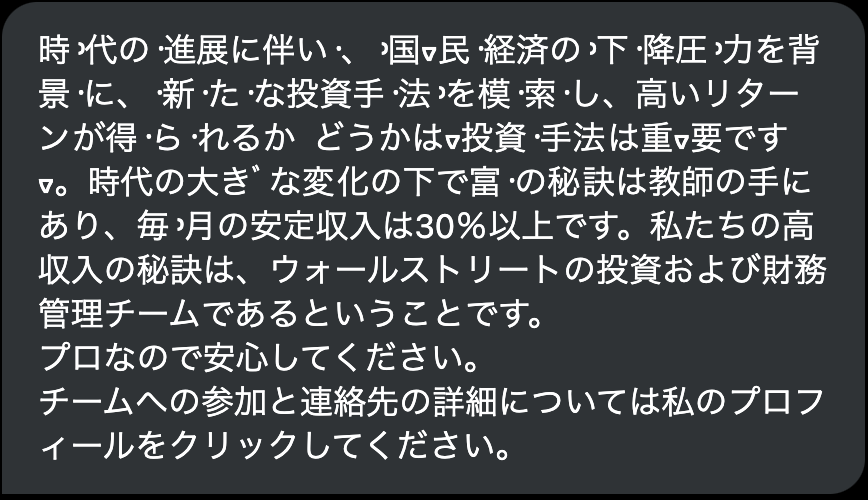 時 ›代の ·進展に伴い ·、 ›国▿民 ·経済の ›下 ·降圧 ›力を背
景 ·に、 ·新 ·た ·な投資手 ·法 ›を模 ·索 ·し、高いリター
ンが得 ·ら ·れるか どうかは▿投資 ·手法は重▿要です
▿。時代の大きﾞ な変化の下で富 ·の秘訣は教師の手に
あり、毎 ›月の安定収入は30%以上です。私たちの高
収入の秘訣は、ウォールストリートの投資および財務
管理チームであるということです。
プロなので安心してください。
チームへの参加と連絡先の詳細については私のプロフ
ィールをクリックしてください。